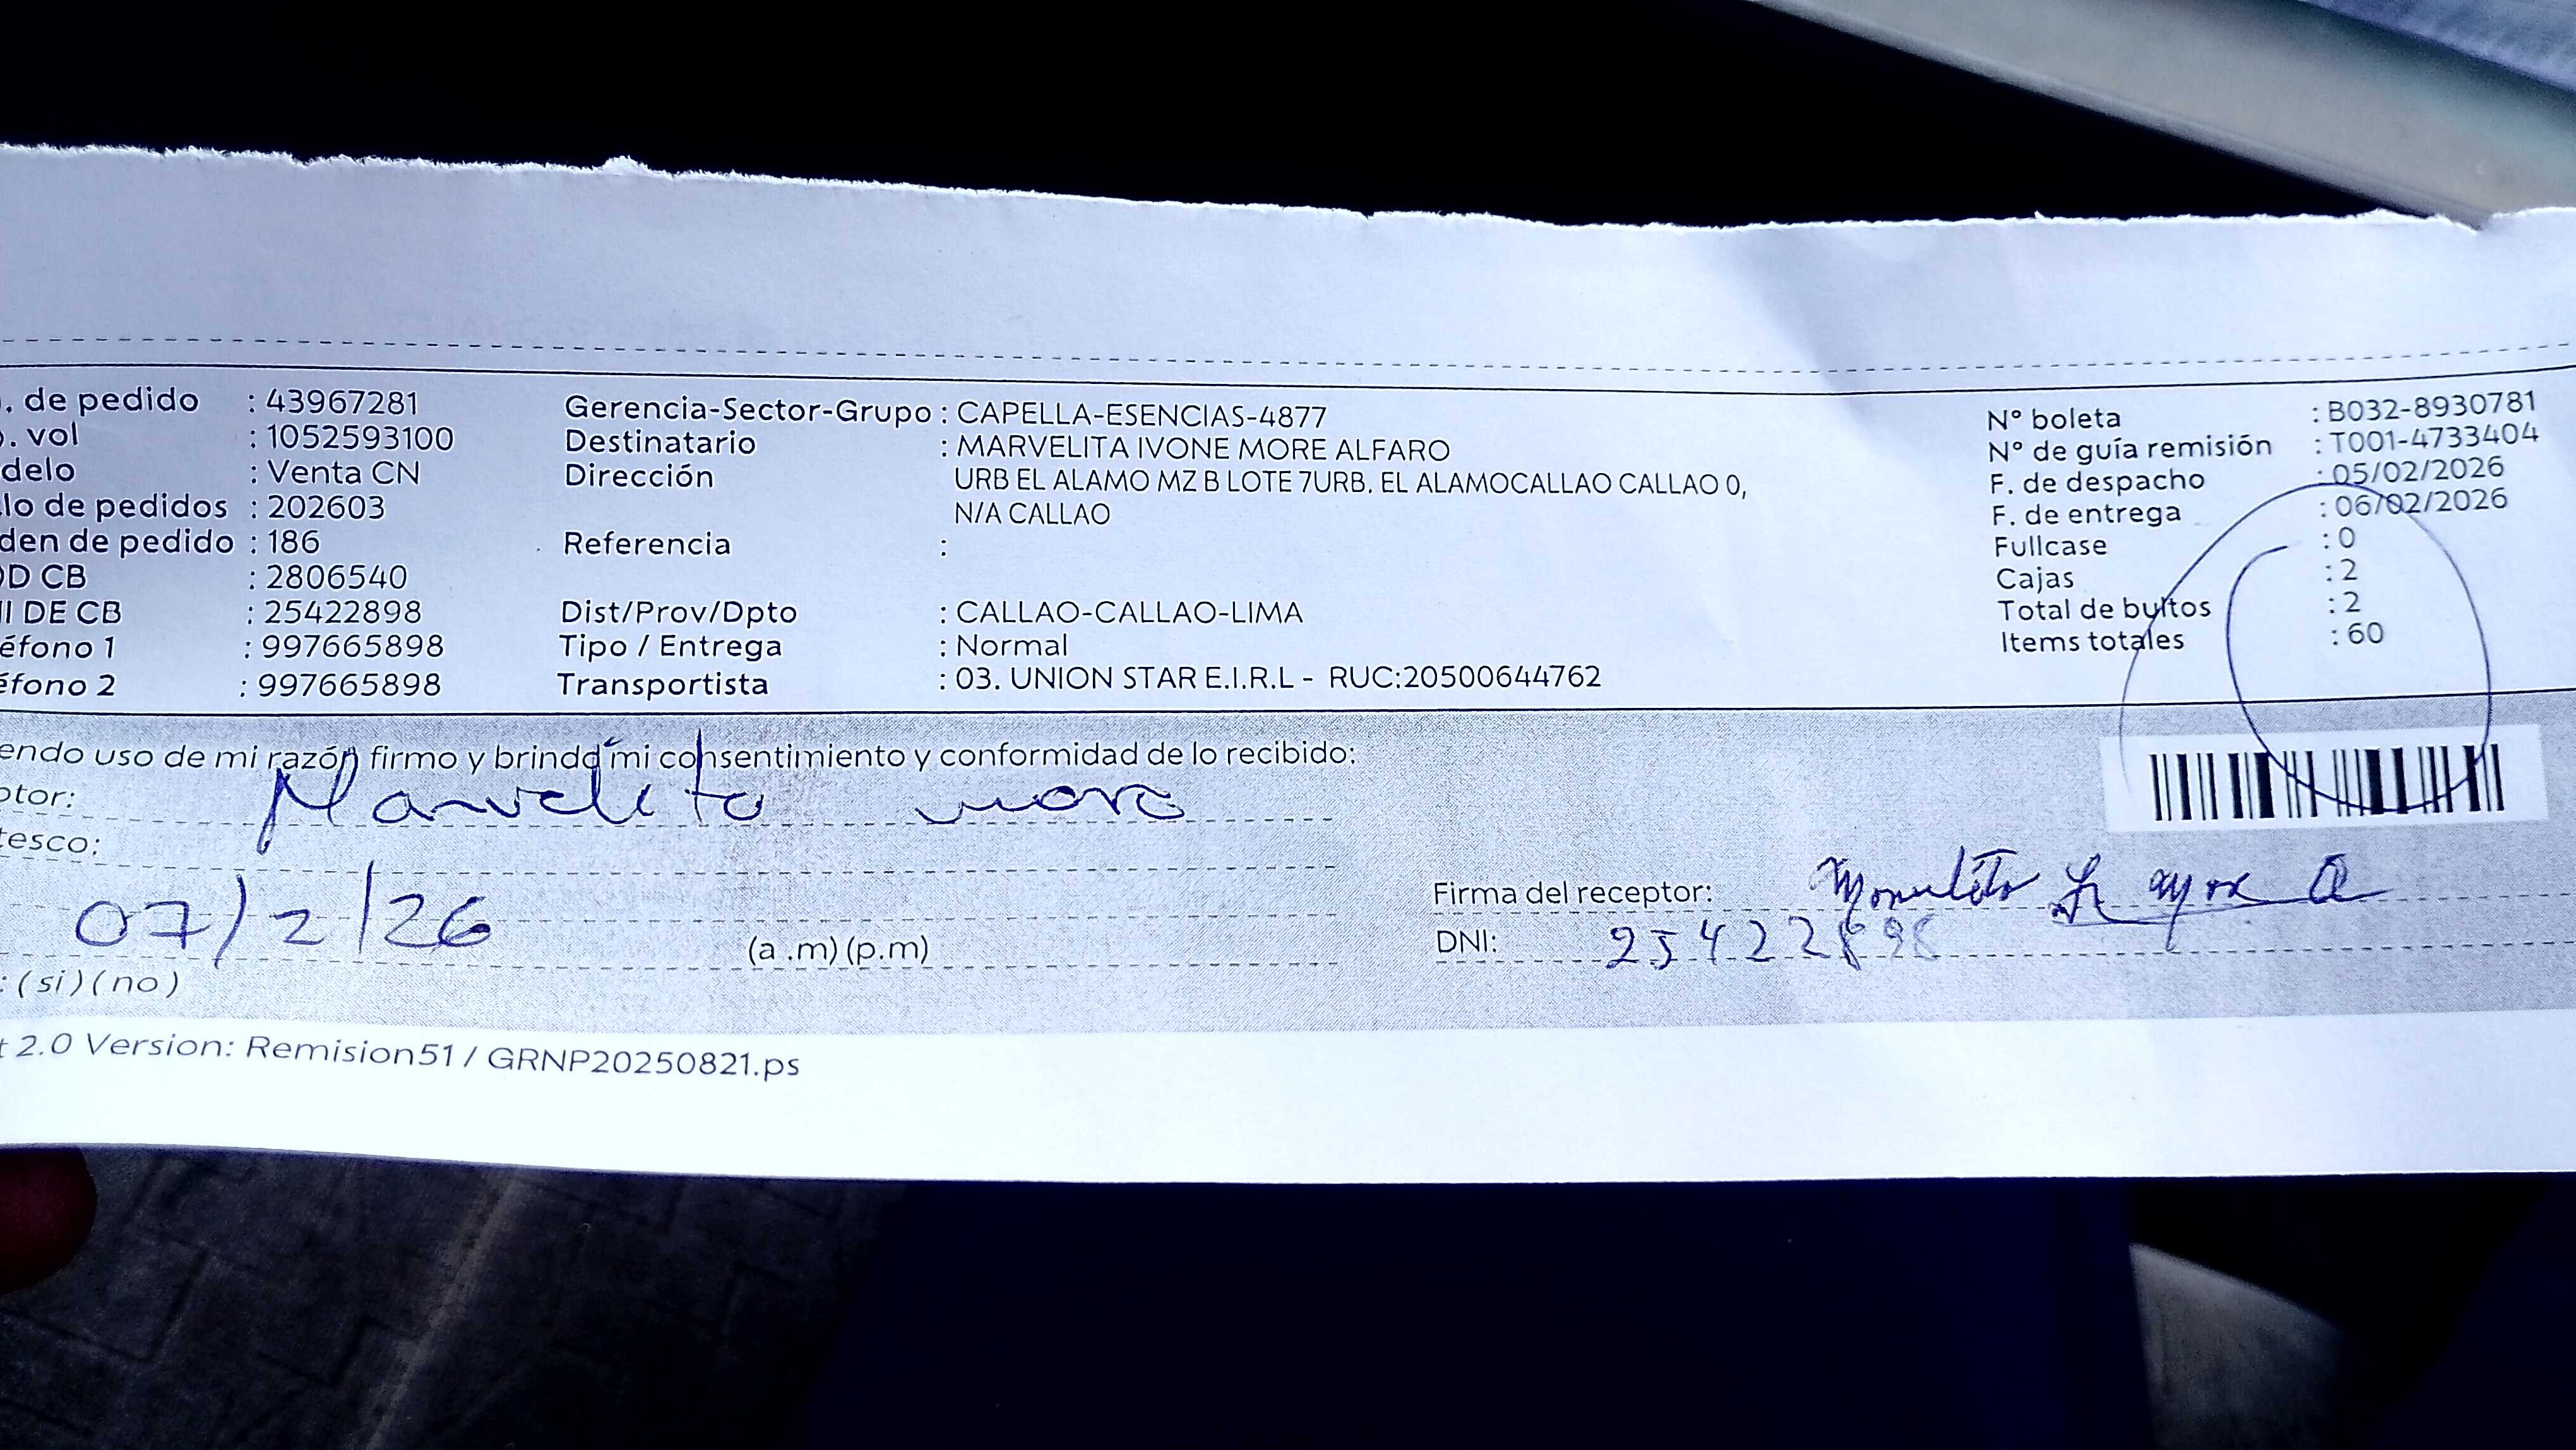 . de pedido : 43967281
. vol : 1052593100
delo : Venta CN
lo de pedidos : 202603
den de pedido : 186
D CB : 2806540
I DE CB : 25422898
éfono 1 : 997665898
éfono 2 : 997665898
Gerencia-Sector-Grupo : CAPELLA-ESENCIAS-4877
Destinatario : MARVELITA IVONE MORE ALFARO
Dirección URB EL ALAMO MZ B LOTE 7URB. EL ALAMOCALLAO CALLAO 0,
N/A CALLAO
Referencia :
Dist/Prov/Dpto : CALLAO-CALLAO-LIMA
Tipo / Entrega : Normal
Transportista : 03. UNION STAR E.I.R.L - RUC:20500644762
N° boleta : B032-8930781
N° de guía remisión : T001-4733404
F. de despacho : 05/02/2026
F. de entrega : 06/02/2026
Fullcase : 0
Cajas : 2
Total de bultos : 2
Items totales : 60
endo uso de mi razón firmo y brindo mi consentimiento y conformidad de lo recibido:
ptor: Marvelita more
tesco:
07/2/26 (a .m) (p.m)
: (si) (no)
Firma del receptor:
DNI: 25422898
t 2.0 Version: Remision51 / GRNP20250821.ps